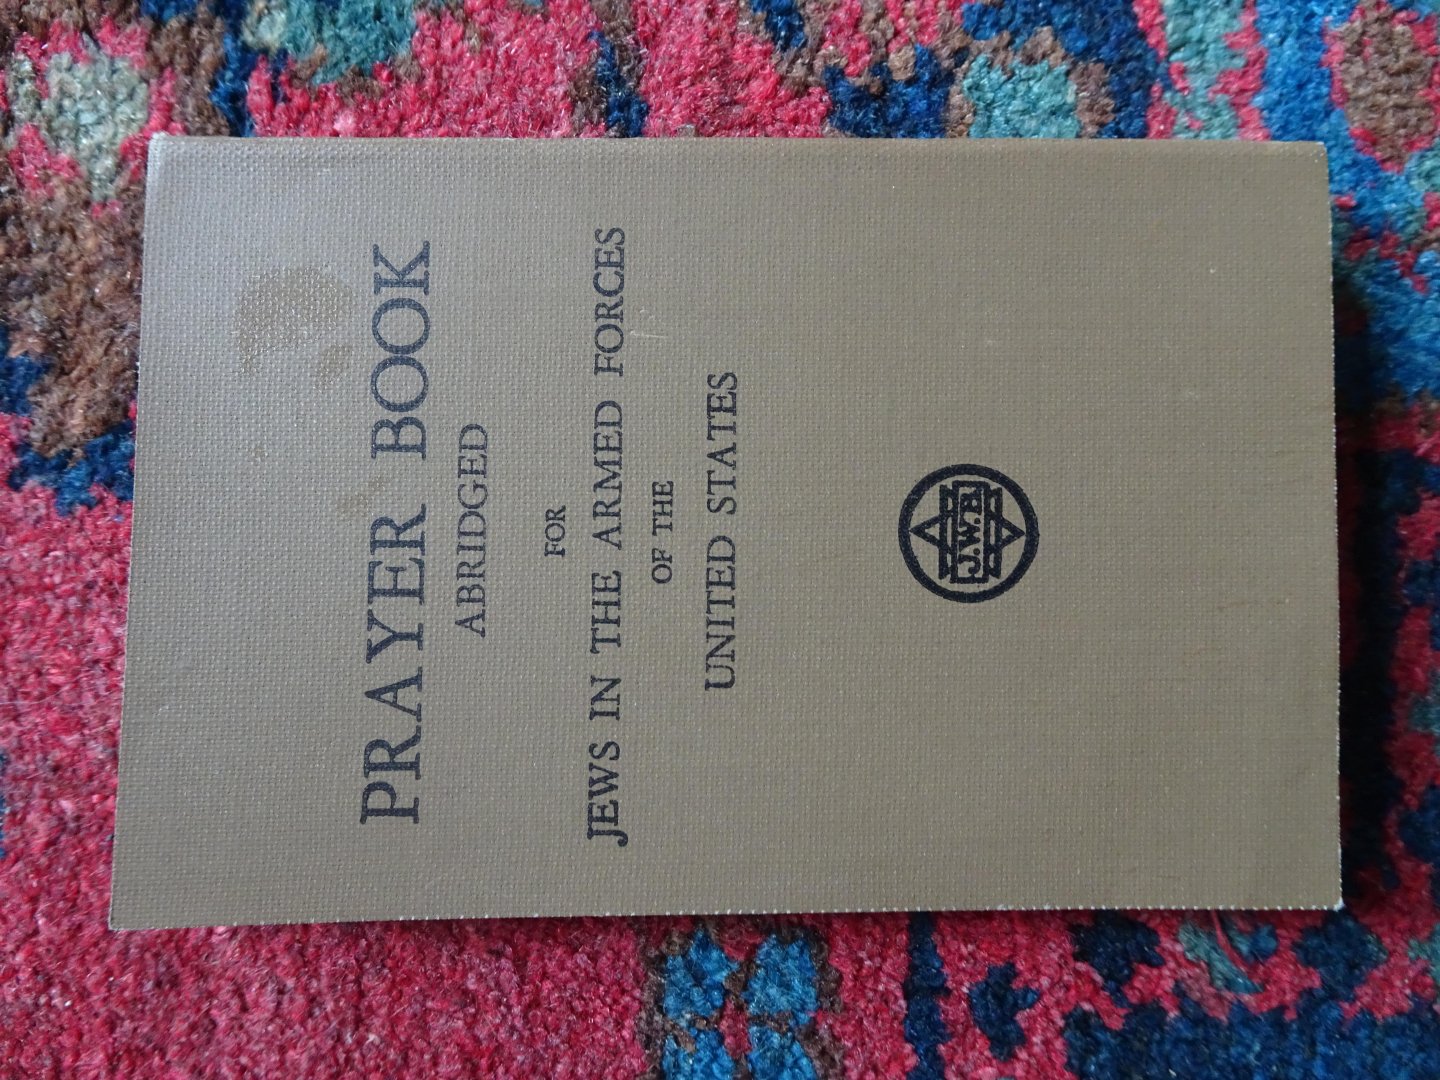 PRAYER BOOK
ABRIDGED
FOR
JEWS IN THE ARMED FORCES
OF THE
UNITED STATES
J.W.B.